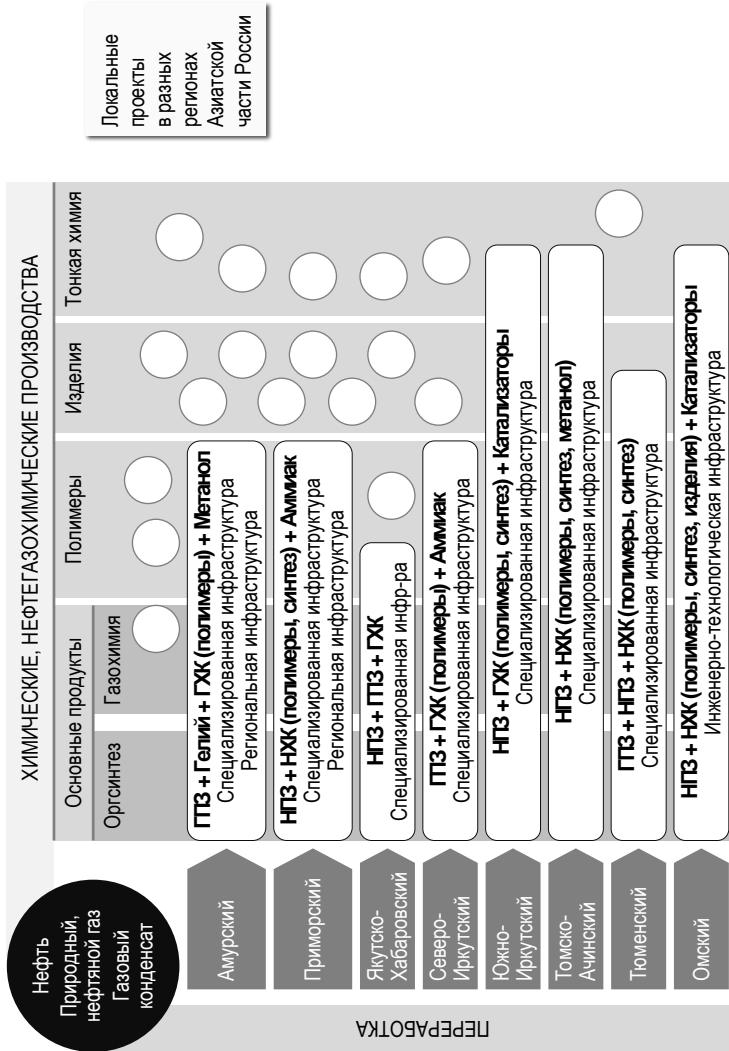 ХИМИЧЕСКИЕ, НЕФТЕГАЗОХИМИЧЕСКИЕ ПРОИЗВОДСТВА
Нефть
Природный,
нефтяной газ
Газовый
конденсат
Основные продукты
Оргсинтез
Газохимия
Полимеры
Изделия
Тонкая химия
Локальные
проекты
в разных
регионах
Азиатской
части России
ПЕРЕРАБОТКА
Амурский
ГПЗ + Гелий + ГХК (полимеры) + Метанол
Специализированная инфраструктура
Региональная инфраструктура
Приморский
НПЗ + НХК (полимеры, синтез) + Аммиак
Специализированная инфраструктура
Региональная инфраструктура
Якутско-
Хабаровский
НПЗ + ГПЗ + ГХК
Специализированная инфр-ра
Северо-
Иркутский
ГПЗ + ГХК (полимеры) + Аммиак
Специализированная инфраструктура
Южно-
Иркутский
НПЗ + ГХК (полимеры, синтез) + Катализаторы
Специализированная инфраструктура
Томско-
Ачинский
НПЗ + НХК (полимеры, синтез, метанол)
Специализированная инфраструктура
Тюменский
ГПЗ + НПЗ + НХК (полимеры, синтез)
Специализированная инфраструктура
Омский
НПЗ + НХК (полимеры, синтез, изделия) + Катализаторы
Инженерно-технологическая инфраструктура